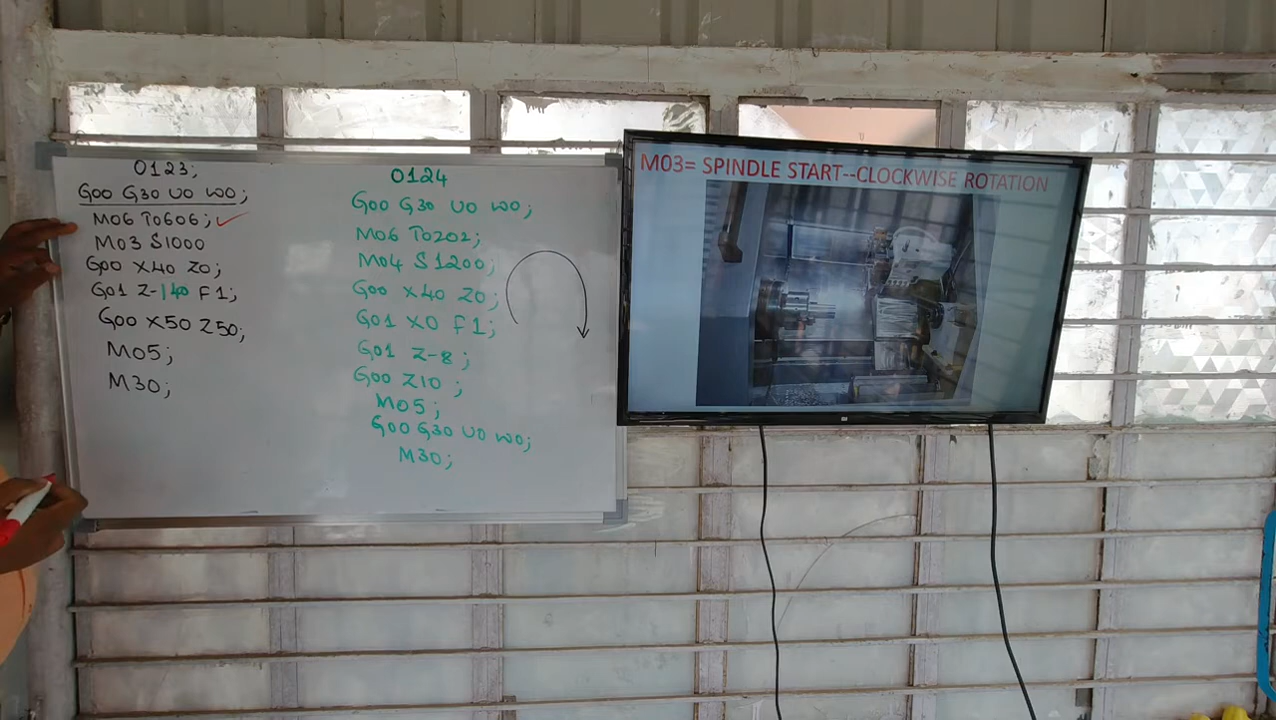 O123;
G00 G30 U0 W0;
M06 T0606;
M03 S1000
G00 X40 Z0;
G01 Z-140 F1;
G00 X50 Z50;
M05;
M30;
O124
G00 G30 U0 W0;
M06 T0202;
M04 S1200;
G00 X40 Z0;
G01 X0 F1;
G01 Z-8;
G00 Z10;
M05;
G00 G30 U0 W0;
M30;
M03= SPINDLE START--CLOCKWISE ROTATION